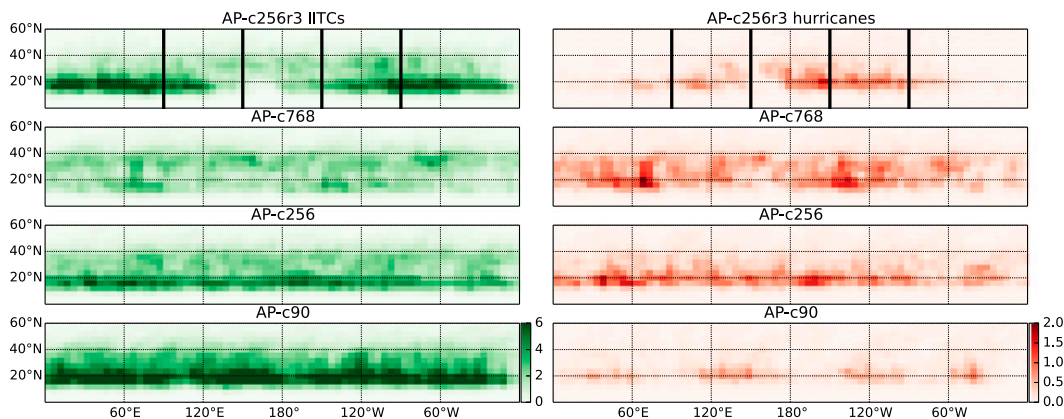 AP-c256r3 IITCs
AP-c256r3 hurricanes
60°N
40°N
20°N
AP-c768
AP-c768
60°N
40°N
20°N
AP-c256
AP-c256
60°N
40°N
20°N
AP-c90
AP-c90
60°N
40°N
20°N
6
4
2
0
2.0
1.5
1.0
0.5
0.0
60°E 120°E 180° 120°W 60°W
60°E 120°E 180° 120°W 60°W